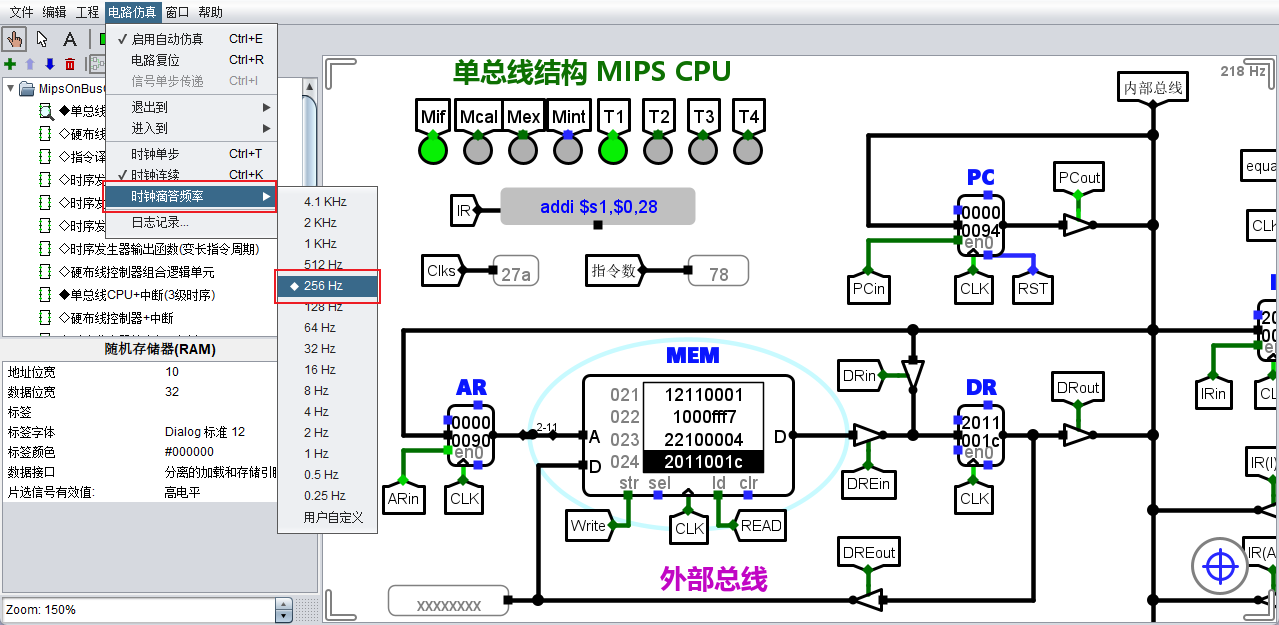 文件 编辑 工程 电路仿真 窗口 帮助
✓启用自动仿真 Ctrl+E
电路复位 Ctrl+R
信号单步传递 Ctrl+I
退出到
进入到
时钟单步 Ctrl+T
✓时钟连续 Ctrl+K
时钟滴答频率
日志记录...
4.1 KHz
2 KHz
1 KHz
512 Hz
◆ 256 Hz
128 Hz
64 Hz
32 Hz
16 Hz
8 Hz
4 Hz
2 Hz
1 Hz
0.5 Hz
0.25 Hz
用户自定义
A
MipsOnBus
◆单总线
◇硬布线
◇指令译
◇时序发
◇时序发
◇时序发
◇时序发生器输出函数(变长指令周期)
◇硬布线控制器组合逻辑单元
◆单总线CPU+中断(3级时序)
◇硬布线控制器+中断
随机存储器(RAM)
地址位宽 10
数据位宽 32
标签
标签字体 Dialog 标准 12
标签颜色 #000000
数据接口 分离的加载和存储引脚
片选信号有效值: 高电平
Zoom: 150%
单总线结构 MIPS CPU
218 Hz
Mif Mcal Mex Mint T1 T2 T3 T4
内部总线
IR addi $s1,$0,28
Clks 27a 指令数 78
PC
0000
0094
en0
PCout
PCin CLK RST
equa
CLK
MEM
021 12110001
022 1000fff7
023 22100004
024 2011001c
A
D
D
str sel ld clr
Write CLK READ
AR
0000
0090
en0
2-11
ARin CLK
DRin
DREin
DR
2011
001c
en0
DRout
CLK
DREout
外部总线
xxxxxxxx
IRin
IR(I)
IR(A)